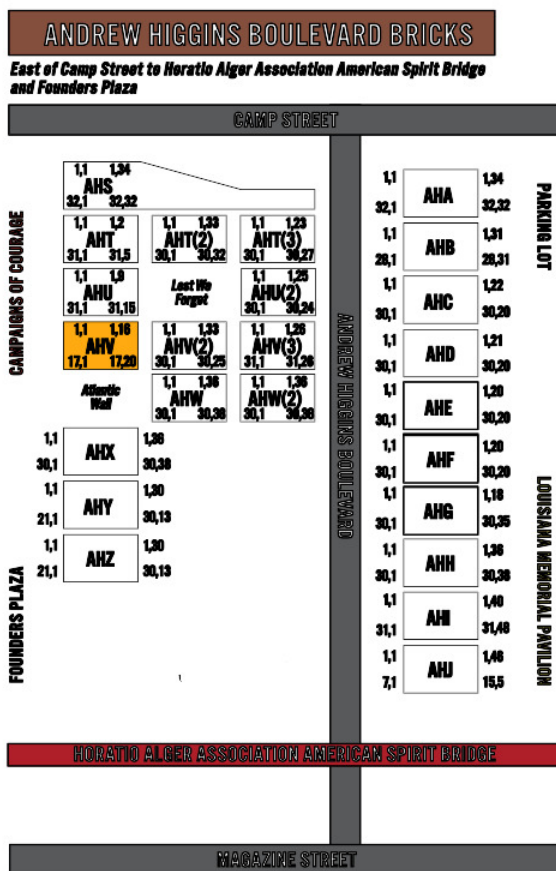 ANDREW HIGGINS BOULEVARD BRICKS
East of Camp Street to Horatio Alger Association American Spirit Bridge
and Founders Plaza
CAMP STREET
1,1 1,34
AHS
32,1 32,32
1,1 1,2
AHT
31,1 31,5
1,1 1,33
AHT(2)
30,1 30,32
1,1 1,23
AHT(3)
30,1 30,27
1,1 1,9
AHU
31,1 31,15
Lest We
Forget
1,1 1,25
AHU(2)
30,1 30,24
1,1 1,16
AHV
17,1 17,20
1,1 1,33
AHV(2)
30,1 30,25
1,1 1,26
AHV(3)
31,1 31,26
Atlantic
Wall
1,1 1,36
AHW
30,1 30,36
1,1 1,36
AHW(2)
30,1 30,36
1,1 1,36
AHX
30,1 30,38
1,1 1,30
AHY
21,1 30,13
1,1 1,30
AHZ
21,1 30,13
CAMPAIGNS OF COURAGE
FOUNDERS PLAZA
ANDREW HIGGINS BOULEVARD
1,1 1,34
AHA
32,1 32,32
1,1 1,31
AHB
28,1 28,31
1,1 1,22
AHC
30,1 30,20
1,1 1,21
AHD
30,1 30,20
1,1 1,20
AHE
30,1 30,20
1,1 1,20
AHF
30,1 30,20
1,1 1,18
AHG
30,1 30,35
1,1 1,36
AHH
30,1 30,36
1,1 1,40
AHI
31,1 31,48
1,1 1,46
AHJ
7,1 15,5
PARKING LOT
LOUISIANA MEMORIAL PAVILION
HORATIO ALGER ASSOCIATION AMERICAN SPIRIT BRIDGE
MAGAZINE STREET